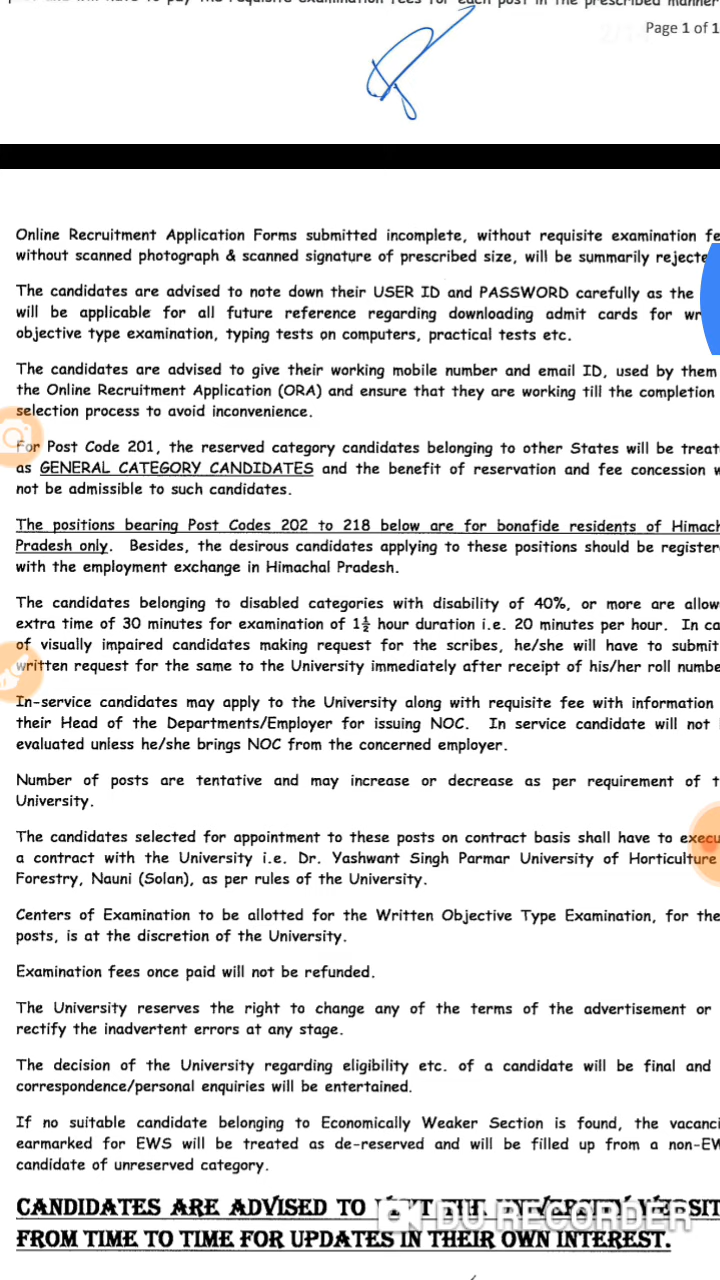 Page 1 of 1
Online Recruitment Application Forms submitted incomplete, without requisite examination fe
without scanned photograph & scanned signature of prescribed size, will be summarily rejecte
The candidates are advised to note down their USER ID and PASSWORD carefully as the
will be applicable for all future reference regarding downloading admit cards for wr
objective type examination, typing tests on computers, practical tests etc.
The candidates are advised to give their working mobile number and email ID, used by them
the Online Recruitment Application (ORA) and ensure that they are working till the completion
selection process to avoid inconvenience.
For Post Code 201, the reserved category candidates belonging to other States will be treat
as GENERAL CATEGORY CANDIDATES and the benefit of reservation and fee concession w
not be admissible to such candidates.
The positions bearing Post Codes 202 to 218 below are for bonafide residents of Himach
Pradesh only. Besides, the desirous candidates applying to these positions should be registere
with the employment exchange in Himachal Pradesh.
The candidates belonging to disabled categories with disability of 40%, or more are allow
extra time of 30 minutes for examination of 1½ hour duration i.e. 20 minutes per hour. In ca
of visually impaired candidates making request for the scribes, he/she will have to submit
written request for the same to the University immediately after receipt of his/her roll numbe
In-service candidates may apply to the University along with requisite fee with information
their Head of the Departments/Employer for issuing NOC. In service candidate will not
evaluated unless he/she brings NOC from the concerned employer.
Number of posts are tentative and may increase or decrease as per requirement of t
University.
The candidates selected for appointment to these posts on contract basis shall have to execu
a contract with the University i.e. Dr. Yashwant Singh Parmar University of Horticulture
Forestry, Nauni (Solan), as per rules of the University.
Centers of Examination to be allotted for the Written Objective Type Examination, for the
posts, is at the discretion of the University.
Examination fees once paid will not be refunded.
The University reserves the right to change any of the terms of the advertisement or
rectify the inadvertent errors at any stage.
The decision of the University regarding eligibility etc. of a candidate will be final and
correspondence/personal enquiries will be entertained.
If no suitable candidate belonging to Economically Weaker Section is found, the vacanci
earmarked for EWS will be treated as de-reserved and will be filled up from a non-EW
candidate of unreserved category.
CANDIDATES ARE ADVISED TO VISIT THE UNIVERSITY WEBSIT
FROM TIME TO TIME FOR UPDATES IN THEIR OWN INTEREST.
DU RECORDER